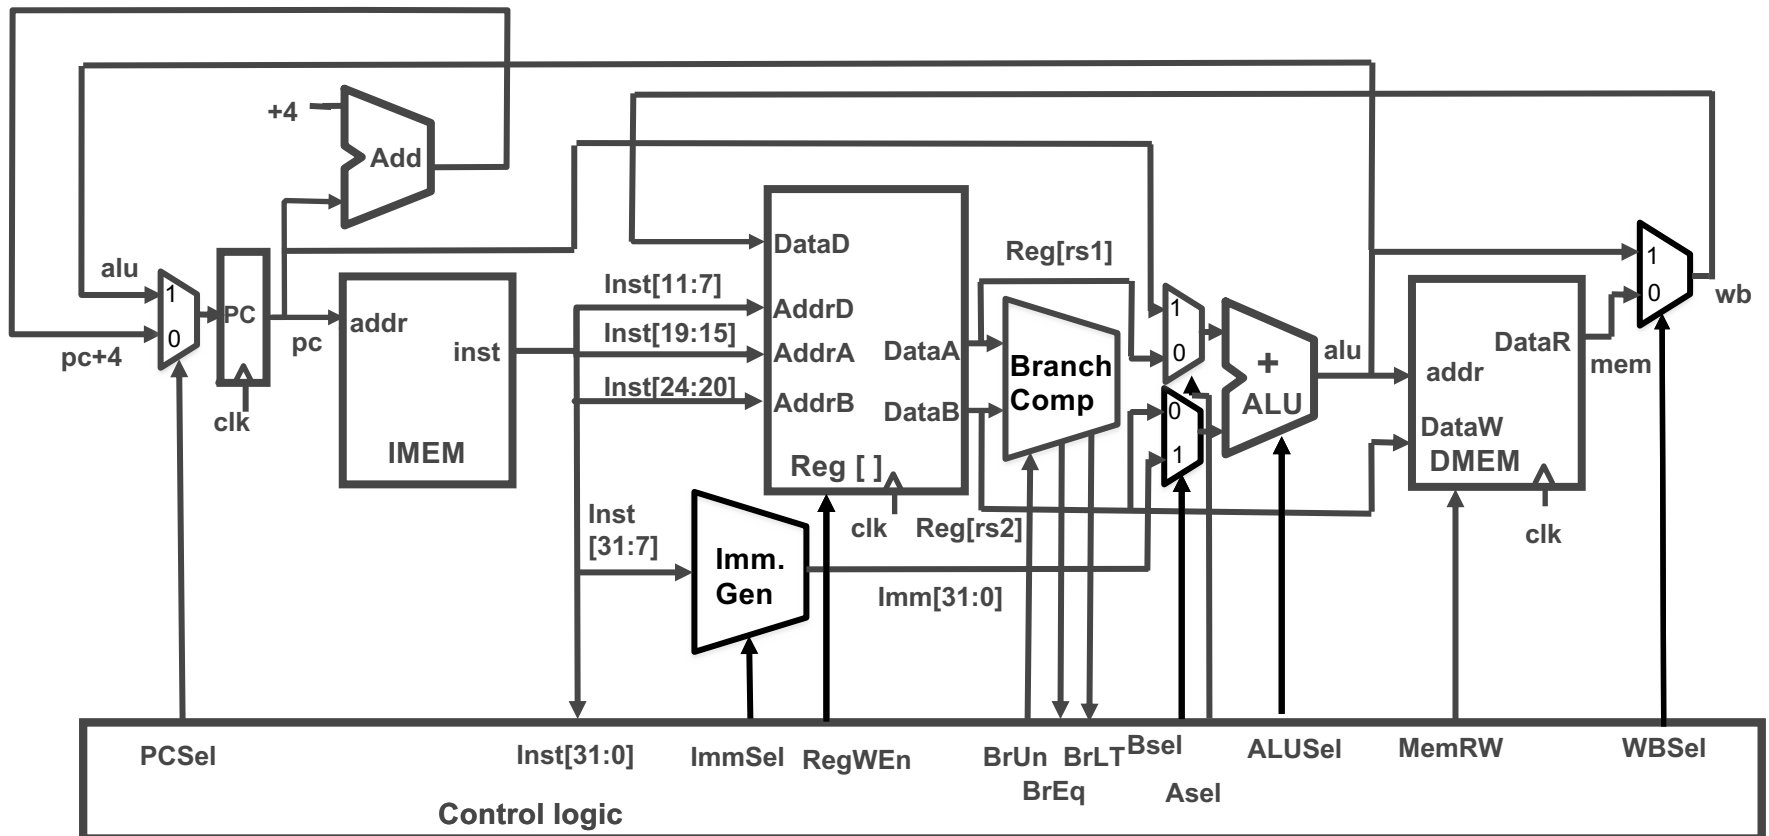 +4
Add
alu
1
0
pc+4
PC
clk
pc
addr
inst
IMEM
Inst[11:7]
Inst[19:15]
Inst[24:20]
Inst
[31:7]
DataD
AddrD
AddrA
AddrB
DataA
DataB
Reg [ ]
clk
Reg[rs1]
Reg[rs2]
Branch
Comp
Imm.
Gen
Imm[31:0]
1
0
0
1
+
ALU
alu
addr
DataW
DataR
DMEM
clk
mem
1
0
wb
PCSel
Inst[31:0]
ImmSel
RegWEn
BrUn
BrEq
BrLT
Bsel
Asel
ALUSel
MemRW
WBSel
Control logic